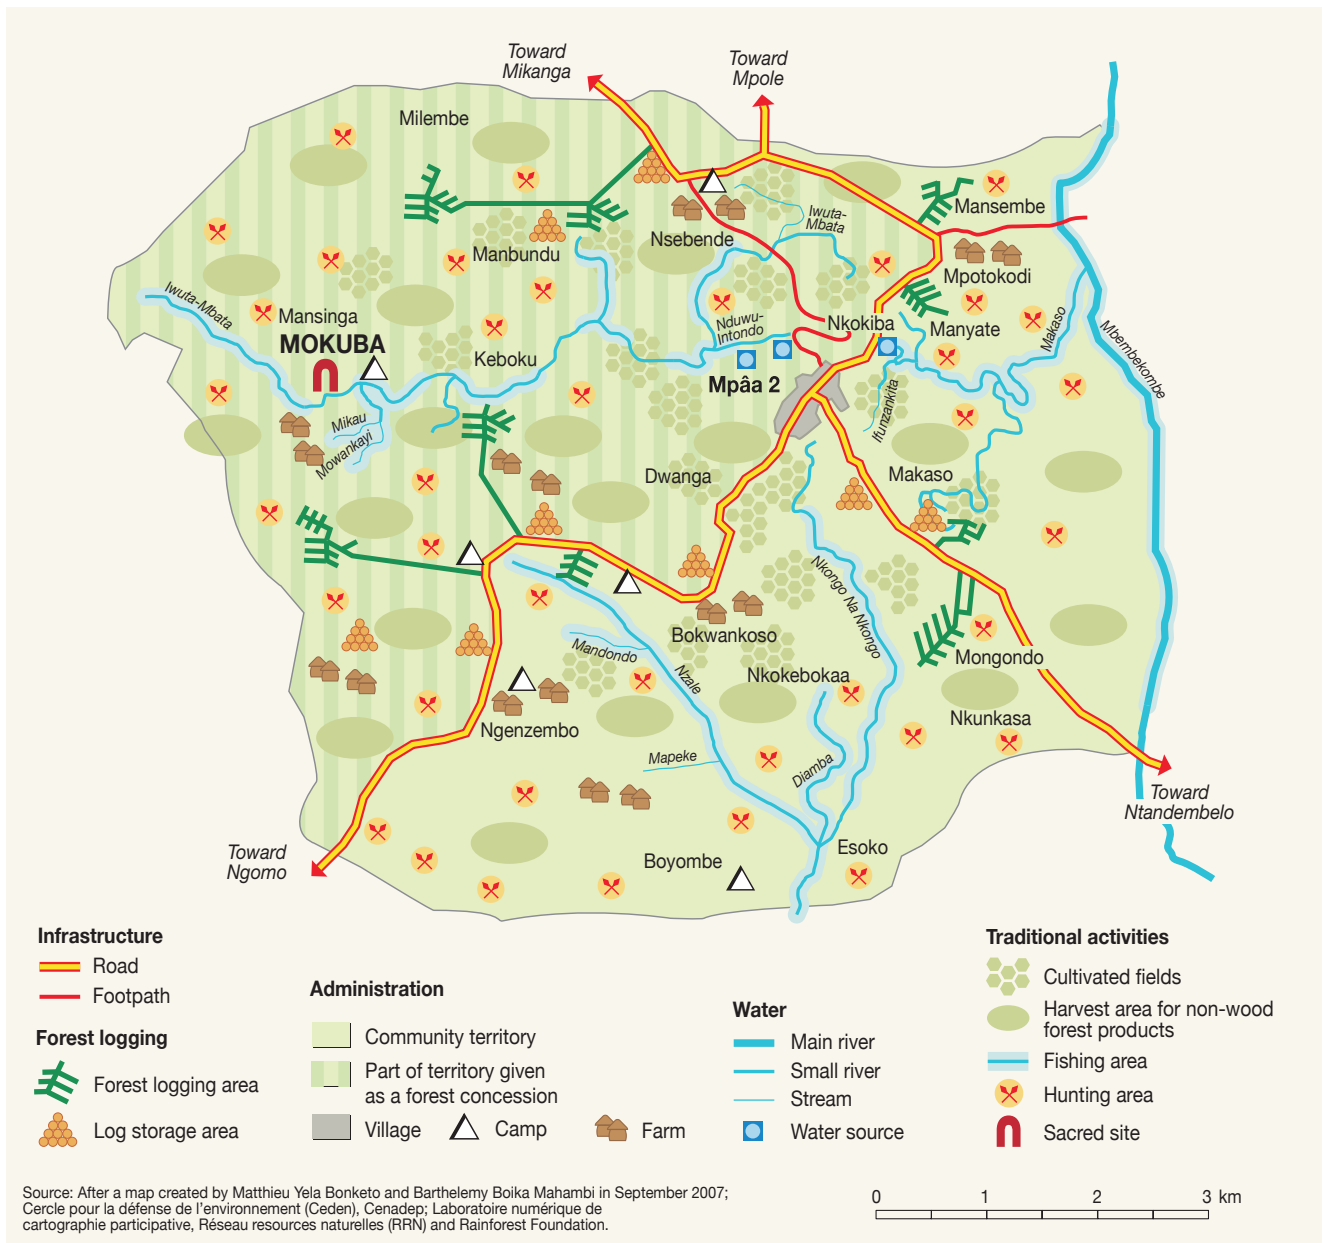 Toward
Mikanga
Toward
Mpole
Milembe
Mansembe
Iwuta-
Mbata
Nsebende
Manbundu
Mpotokodi
Iwuta-Mbata
Mansinga
MOKUBA
Nduwu-
Intondo
Nkokiba
Manyate
Makaso
Mbembekombe
Keboku
Mpâa 2
Ifunzankita
Mikau
Mowankayi
Dwanga
Makaso
Nkongo Na Nkongo
Bokwankoso
Mandondo
Nzale
Nkokebokaa
Mongondo
Ngenzembo
Nkunkasa
Mapeke
Diamba
Toward
Ntandembelo
Toward
Ngomo
Boyombe
Esoko
Infrastructure
Road
Footpath
Forest logging
Forest logging area
Log storage area
Administration
Community territory
Part of territory given
as a forest concession
Village
Camp
Farm
Water
Main river
Small river
Stream
Water source
Traditional activities
Cultivated fields
Harvest area for non-wood
forest products
Fishing area
Hunting area
Sacred site
Source: After a map created by Matthieu Yela Bonketo and Barthelemy Boika Mahambi in September 2007;
Cercle pour la défense de l'environnement (Ceden), Cenadep; Laboratoire numérique de
cartographie participative, Réseau resources naturelles (RRN) and Rainforest Foundation.
0 1 2 3 km